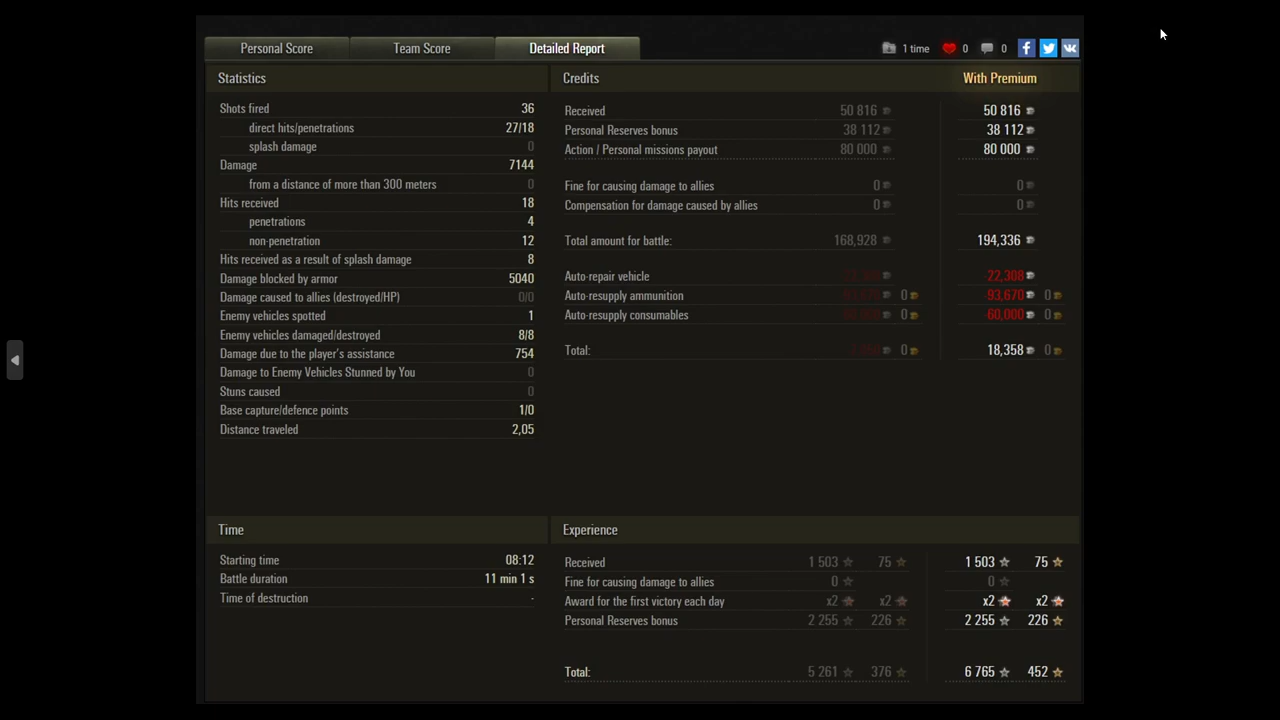 Personal Score Team Score Detailed Report 1 time 0 0
Statistics
Shots fired 36
direct hits/penetrations 27/18
splash damage 0
Damage 7144
from a distance of more than 300 meters 0
Hits received 18
penetrations 4
non-penetration 12
Hits received as a result of splash damage 8
Damage blocked by armor 5040
Damage caused to allies (destroyed/HP) 0/0
Enemy vehicles spotted 1
Enemy vehicles damaged/destroyed 8/8
Damage due to the player's assistance 754
Damage to Enemy Vehicles Stunned by You 0
Stuns caused 0
Base capture/defence points 1/0
Distance traveled 2,05
Credits With Premium
Received 50 816 50 816
Personal Reserves bonus 38 112 38 112
Action / Personal missions payout 80 000 80 000
Fine for causing damage to allies 0 0
Compensation for damage caused by allies 0 0
Total amount for battle: 168,928 194,336
Auto-repair vehicle -22,308
Auto-resupply ammunition 0 -93,670 0
Auto-resupply consumables 0 -60,000 0
Total: 0 18,358 0
Time
Starting time 08:12
Battle duration 11 min 1 s
Time of destruction -
Experience
Received 1 503 75 1 503 75
Fine for causing damage to allies 0 0
Award for the first victory each day x2 x2 x2 x2
Personal Reserves bonus 2 255 226 2 255 226
Total: 5 261 376 6 765 452